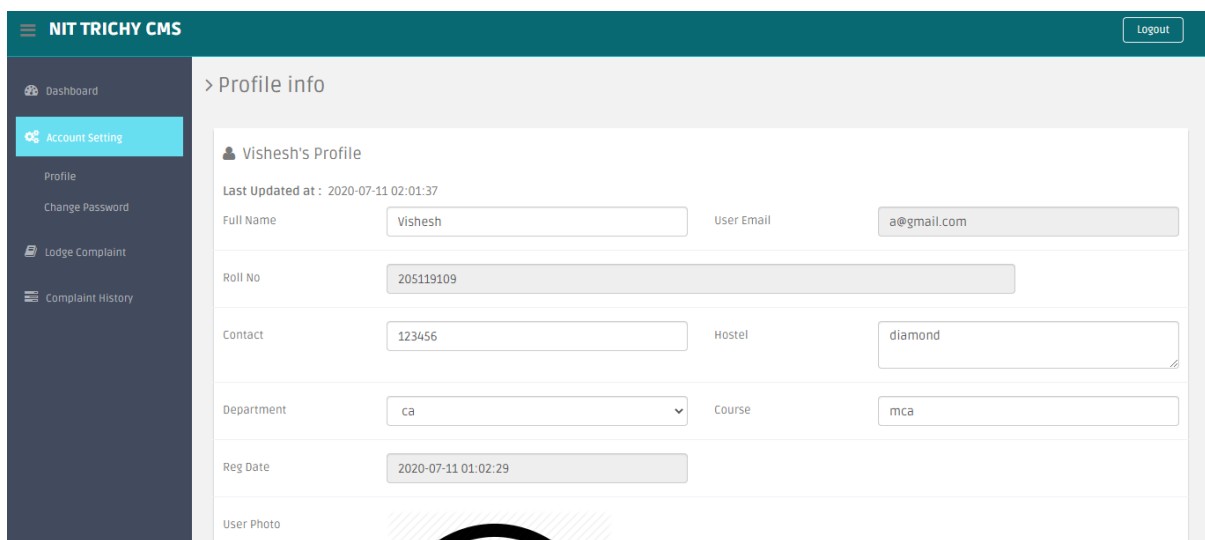 NIT TRICHY CMS
Logout
Dashboard
Account Setting
Profile
Change Password
Lodge Complaint
Complaint History
Profile info
Vishesh's Profile
Last Updated at : 2020-07-11 02:01:37
Full Name Vishesh User Email a@gmail.com
Roll No 205119109
Contact 123456 Hostel diamond
Department ca Course mca
Reg Date 2020-07-11 01:02:29
User Photo